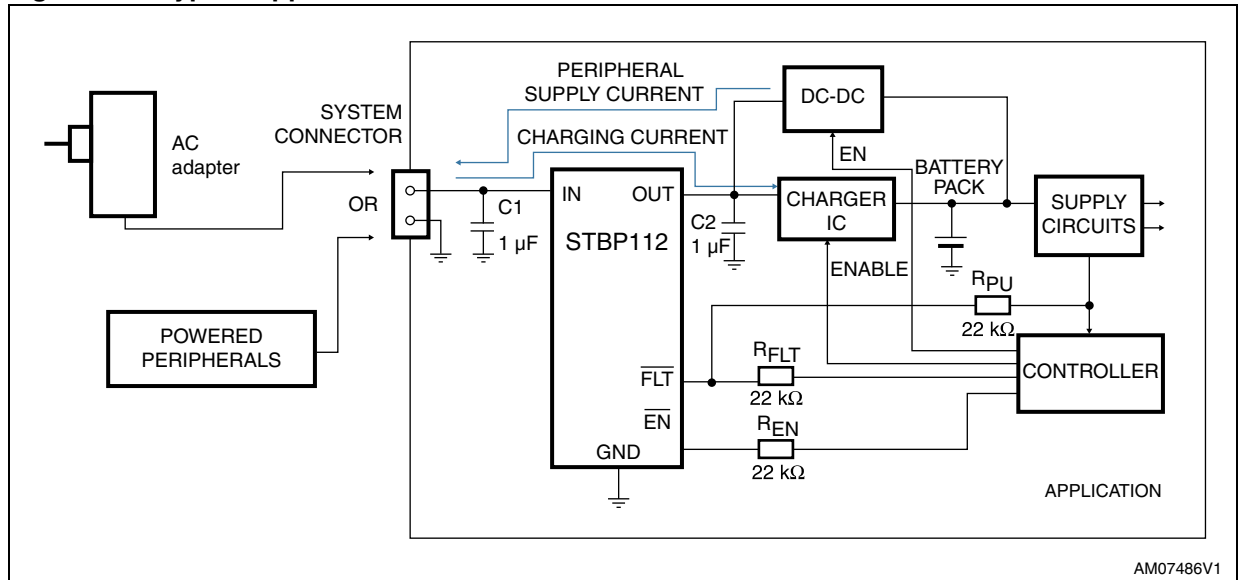 PERIPHERAL
SUPPLY CURRENT
DC-DC
SYSTEM
CONNECTOR
CHARGING CURRENT
AC
adapter
EN
BATTERY
PACK
OR
C1
1 µF
IN
OUT
STBP112
C2
1 µF
CHARGER
IC
SUPPLY
CIRCUITS
ENABLE
RPU
22 kΩ
POWERED
PERIPHERALS
FLT
RFLT
22 kΩ
CONTROLLER
EN
REN
22 kΩ
GND
APPLICATION
AM07486V1